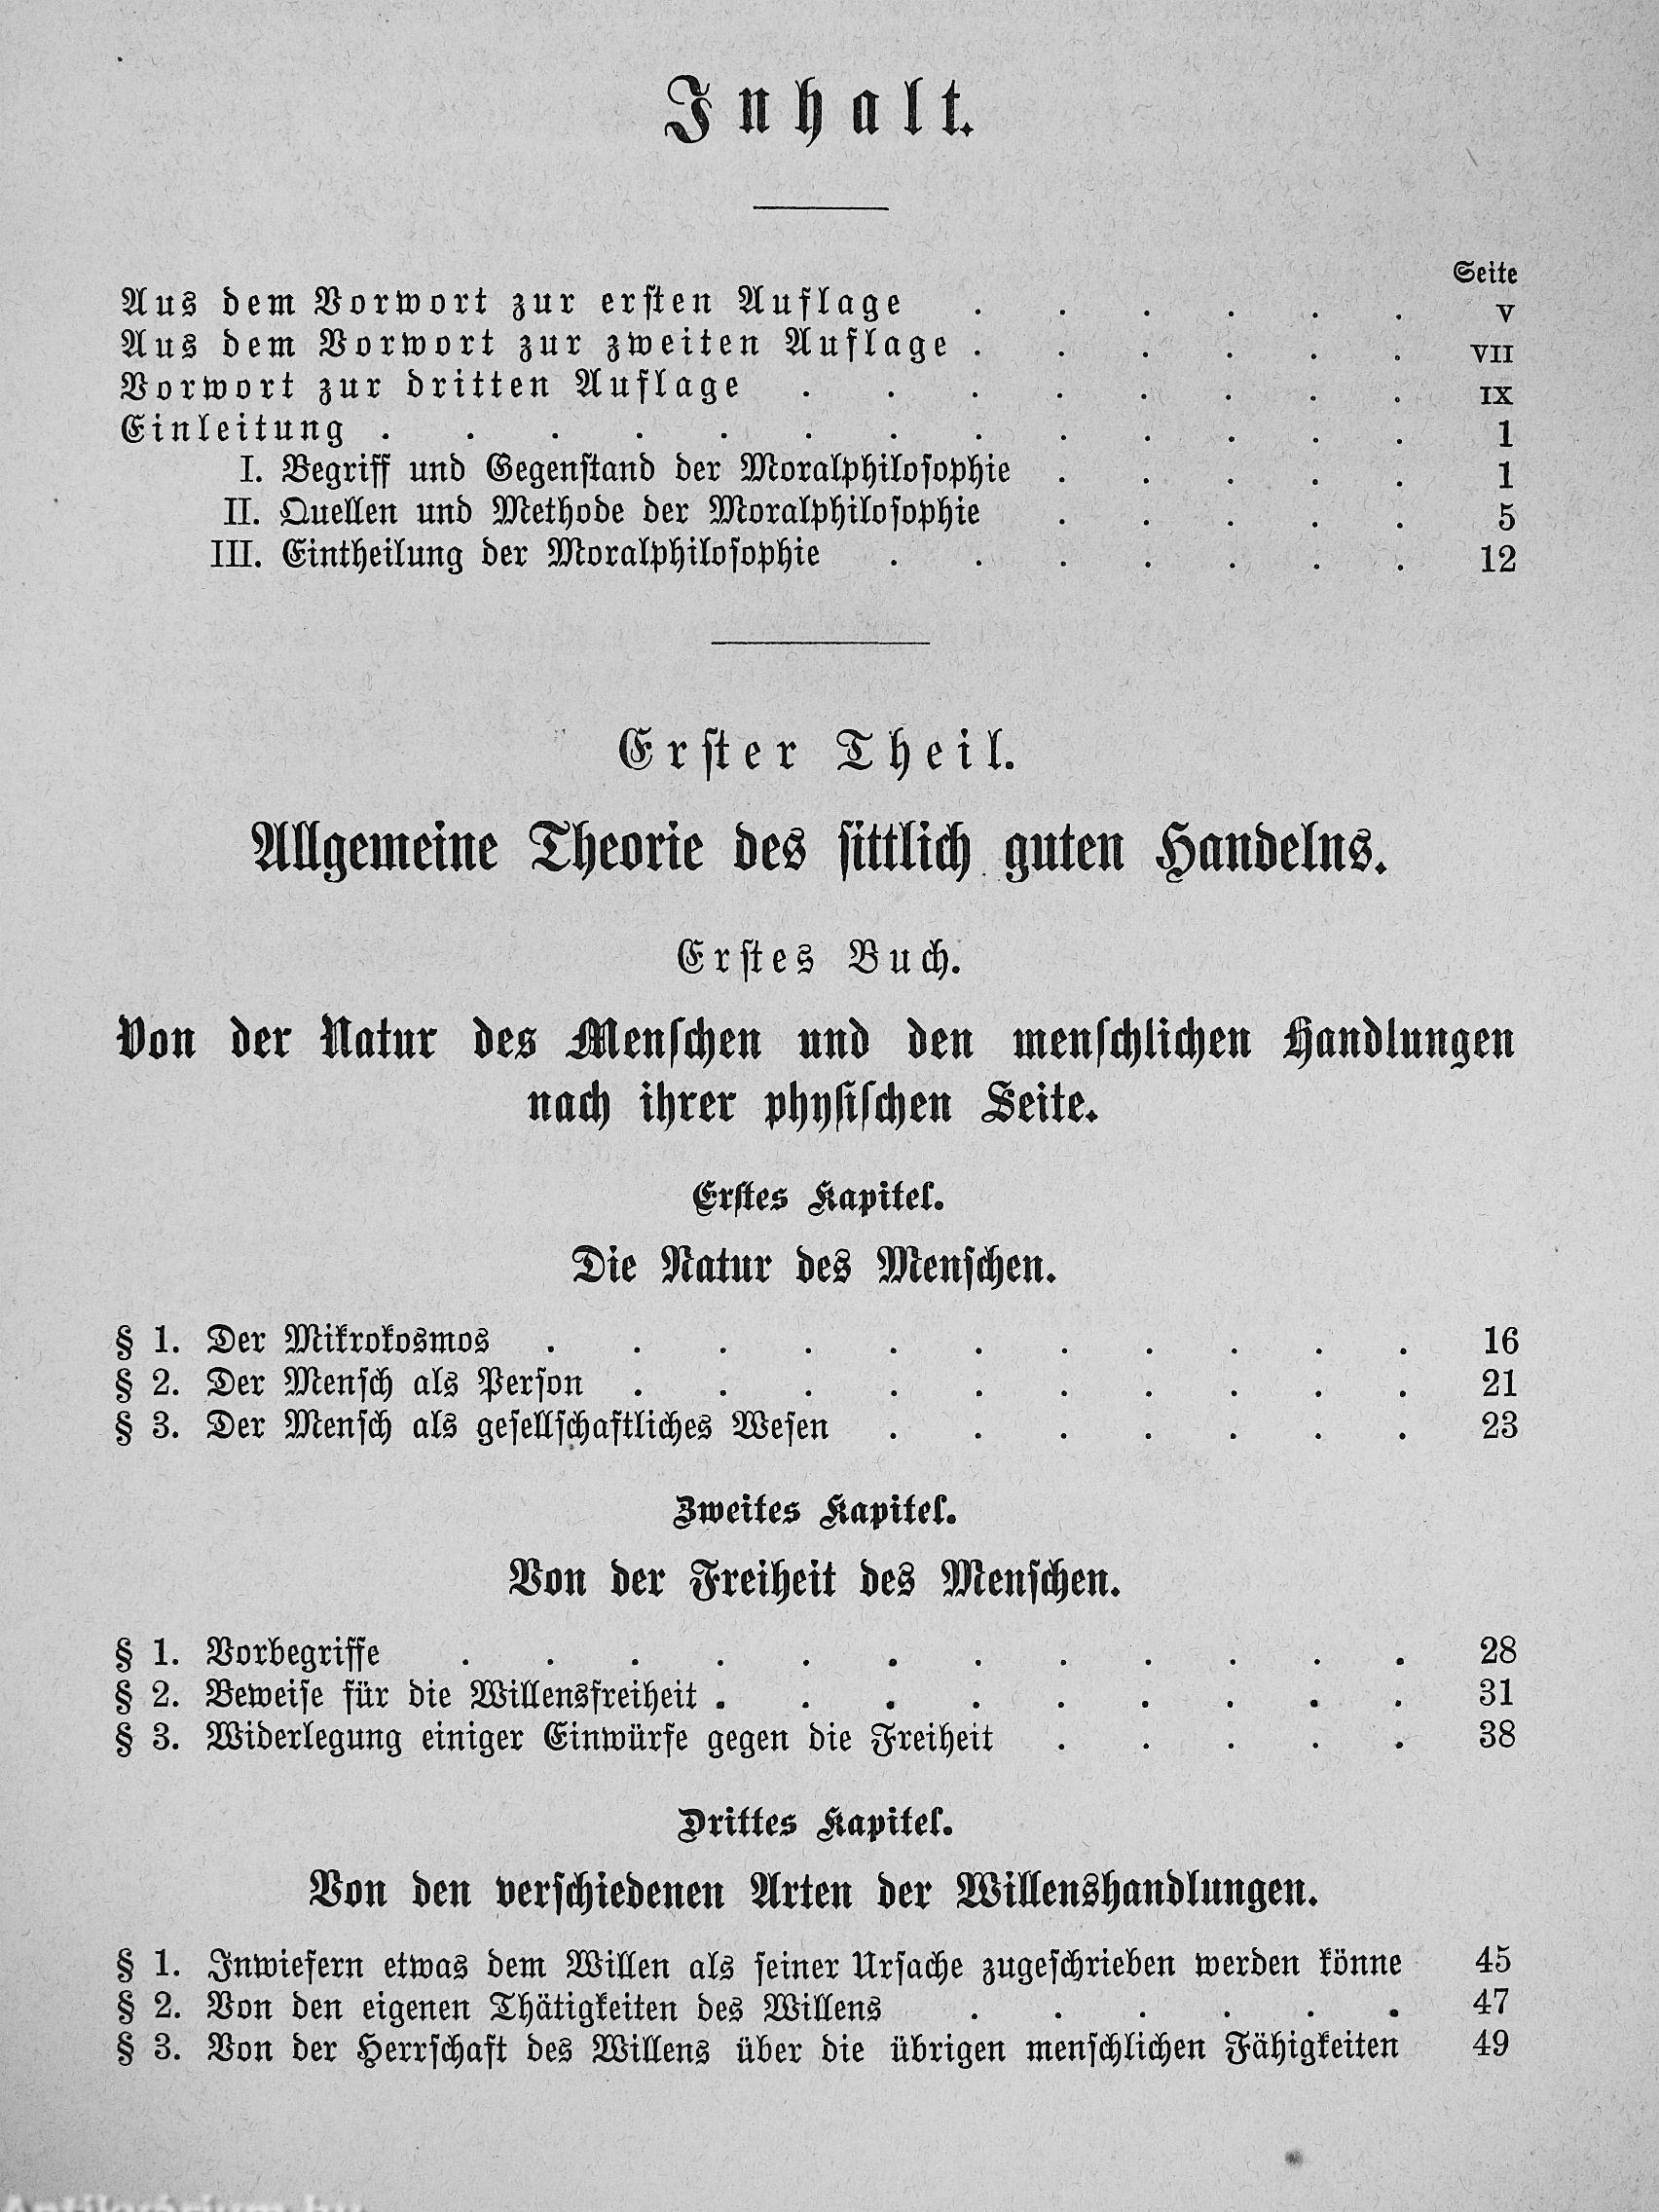 Inhalt.
Seite
Aus dem Vorwort zur ersten Auflage . . . . . . V
Aus dem Vorwort zur zweiten Auflage . . . . . . VII
Vorwort zur dritten Auflage . . . . . . . . IX
Einleitung . . . . . . . . . . . . . 1
I. Begriff und Gegenstand der Moralphilosophie . . . . . 1
II. Quellen und Methode der Moralphilosophie . . . . . 5
III. Eintheilung der Moralphilosophie . . . . . . . 12
Erster Theil.
Allgemeine Theorie des sittlich guten Handelns.
Erstes Buch.
Von der Natur des Menschen und den menschlichen Handlungen
nach ihrer physischen Seite.
Erstes Kapitel.
Die Natur des Menschen.
§ 1. Der Mikrokosmos . . . . . . . . . . . 16
§ 2. Der Mensch als Person . . . . . . . . . . 21
§ 3. Der Mensch als gesellschaftliches Wesen . . . . . . . 23
Zweites Kapitel.
Von der Freiheit des Menschen.
§ 1. Vorbegriffe . . . . . . . . . . . . 28
§ 2. Beweise für die Willensfreiheit . . . . . . . . . 31
§ 3. Widerlegung einiger Einwürfe gegen die Freiheit . . . . . 38
Drittes Kapitel.
Von den verschiedenen Arten der Willenshandlungen.
§ 1. Inwiefern etwas dem Willen als seiner Ursache zugeschrieben werden könne 45
§ 2. Von den eigenen Thätigkeiten des Willens . . . . . . 47
§ 3. Von der Herrschaft des Willens über die übrigen menschlichen Fähigkeiten 49